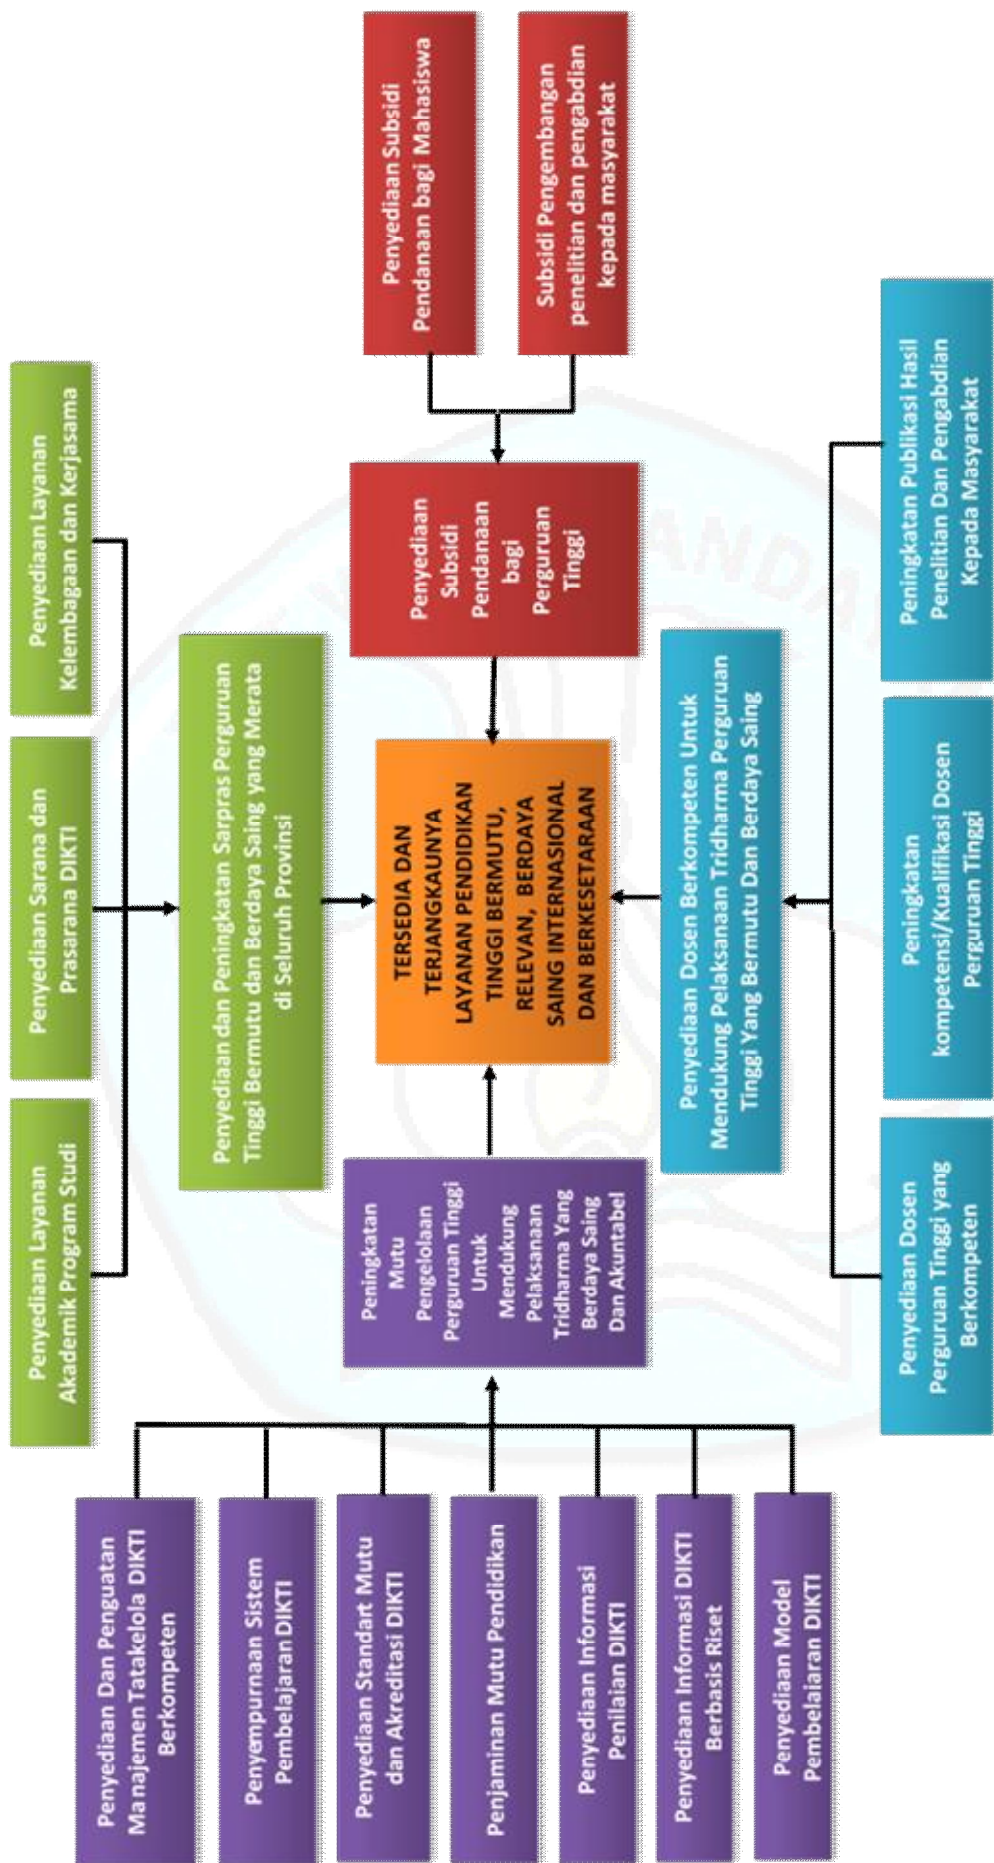 Penyediaan Layanan
Akademik Program Studi
Penyediaan Sarana dan
Prasarana DIKTI
Penyediaan Layanan
Kelembagaan dan Kerjasama
Penyediaan dan Peningkatan Sarpras Perguruan
Tinggi Bermutu dan Berdaya Saing yang Merata
di Seluruh Provinsi
Penyediaan Dan Penguatan
Manajemen Tatakelola DIKTI
Berkompeten
Penyempurnaan Sistem
Pembelajaran DIKTI
Penyediaan Standart Mutu
dan Akreditasi DIKTI
Penjaminan Mutu Pendidikan
Penyediaan Informasi
Penilaian DIKTI
Penyediaan Informasi DIKTI
Berbasis Riset
Penyediaan Model
Pembelajaran DIKTI
Peningkatan
Mutu
Pengelolaan
Perguruan Tinggi
Untuk
Mendukung
Pelaksanaan
Tridharma Yang
Berdaya Saing
Dan Akuntabel
TERSEDIA DAN
TERJANGKAUNYA
LAYANAN PENDIDIKAN
TINGGI BERMUTU,
RELEVAN, BERDAYA
SAING INTERNASIONAL
DAN BERKESETARAAN
Penyediaan
Subsidi
Pendanaan
bagi
Perguruan
Tinggi
Penyediaan Subsidi
Pendanaan bagi Mahasiswa
Subsidi Pengembangan
penelitian dan pengabdian
kepada masyarakat
Penyediaan Dosen Berkompeten Untuk
Mendukung Pelaksanaan Tridharma Perguruan
Tinggi Yang Bermutu Dan Berdaya Saing
Penyediaan Dosen
Perguruan Tinggi yang
Berkompeten
Peningkatan
kompetensi/Kualifikasi Dosen
Perguruan Tinggi
Peningkatan Publikasi Hasil
Penelitian Dan Pengabdian
Kepada Masyarakat